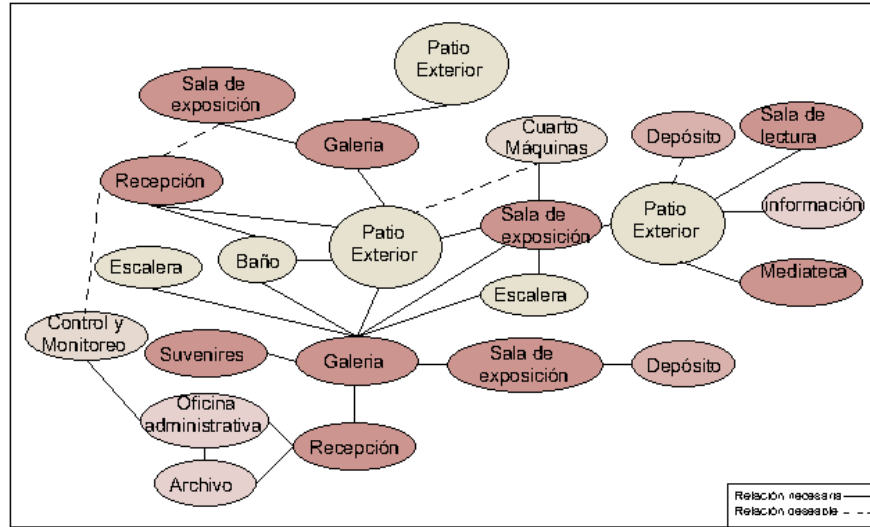 Patio
Exterior
Sala de
exposición
Galeria
Cuarto
Máquinas
Depósito
Sala de
lectura
Recepción
Sala de
exposición
Patio
Exterior
información
Patio
Exterior
Escalera
Baño
Escalera
Mediateca
Control y
Monitoreo
Suvenires
Galeria
Sala de
exposición
Depósito
Oficina
administrativa
Recepción
Archivo
Relación necesaria
Relación deseable